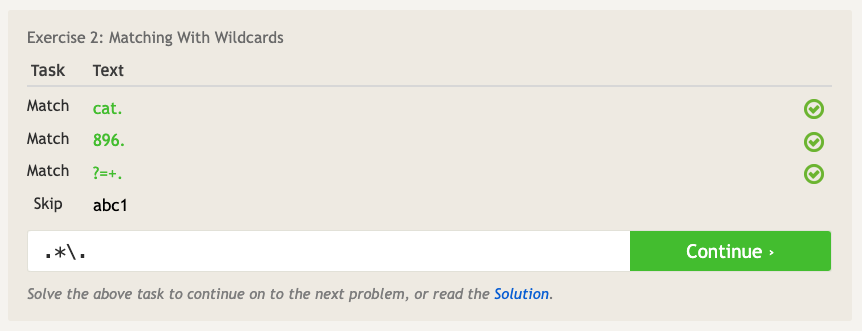 Exercise 2: Matching With Wildcards
Task Text
Match cat.
Match 896.
Match ?=+.
Skip abc1
.*\. Continue ›
Solve the above task to continue on to the next problem, or read the Solution.